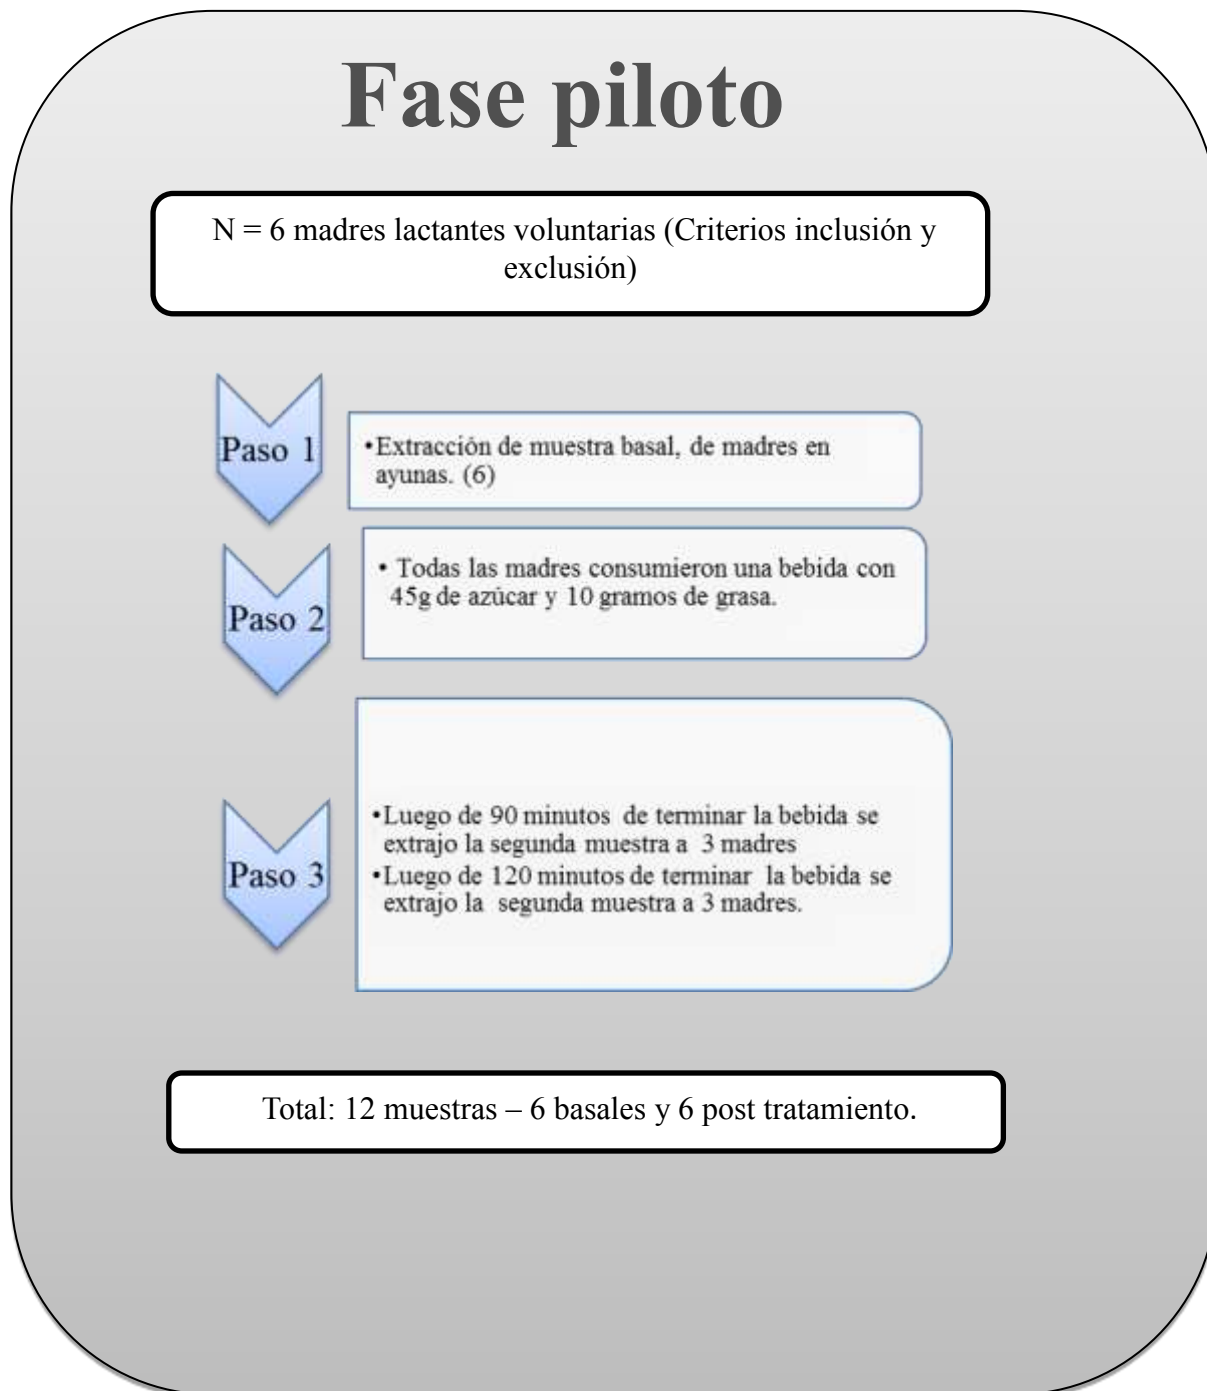 Fase piloto
N = 6 madres lactantes voluntarias (Criterios inclusión y
exclusión)
Paso 1
•Extracción de muestra basal, de madres en
ayunas. (6)
Paso 2
• Todas las madres consumieron una bebida con
45g de azúcar y 10 gramos de grasa.
Paso 3
•Luego de 90 minutos de terminar la bebida se
extrajo la segunda muestra a 3 madres
•Luego de 120 minutos de terminar la bebida se
extrajo la segunda muestra a 3 madres.
Total: 12 muestras – 6 basales y 6 post tratamiento.